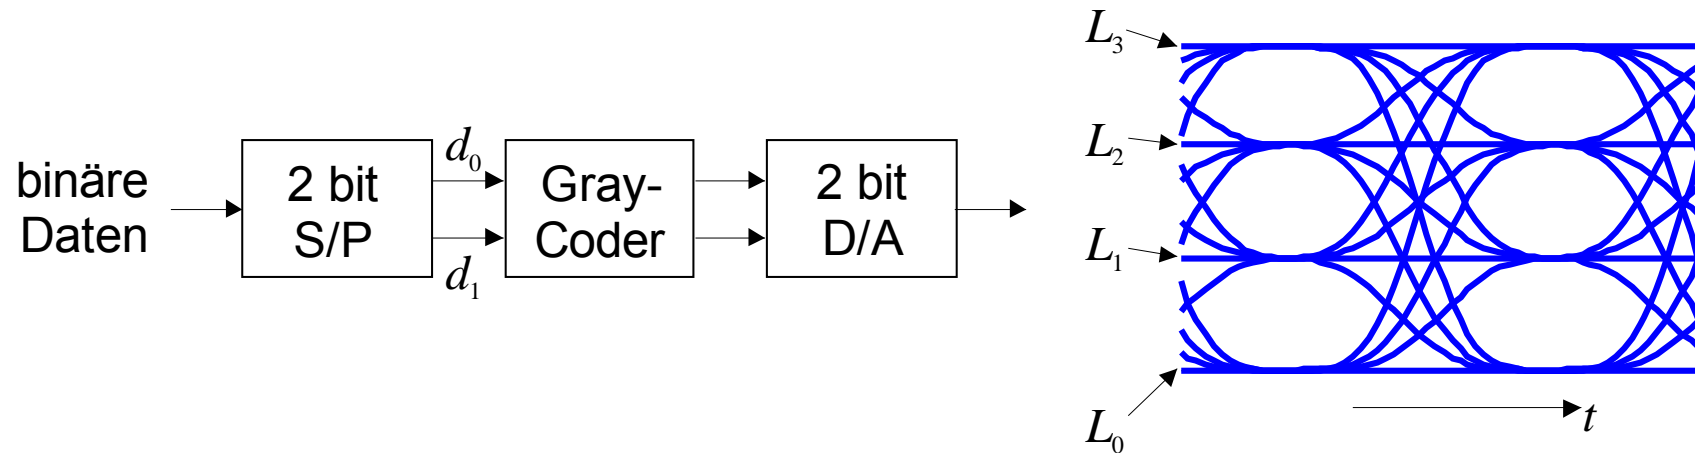 binäre
Daten
2 bit
S/P
d₀
d₁
Gray-
Coder
2 bit
D/A
L₃
L₂
L₁
L₀
t